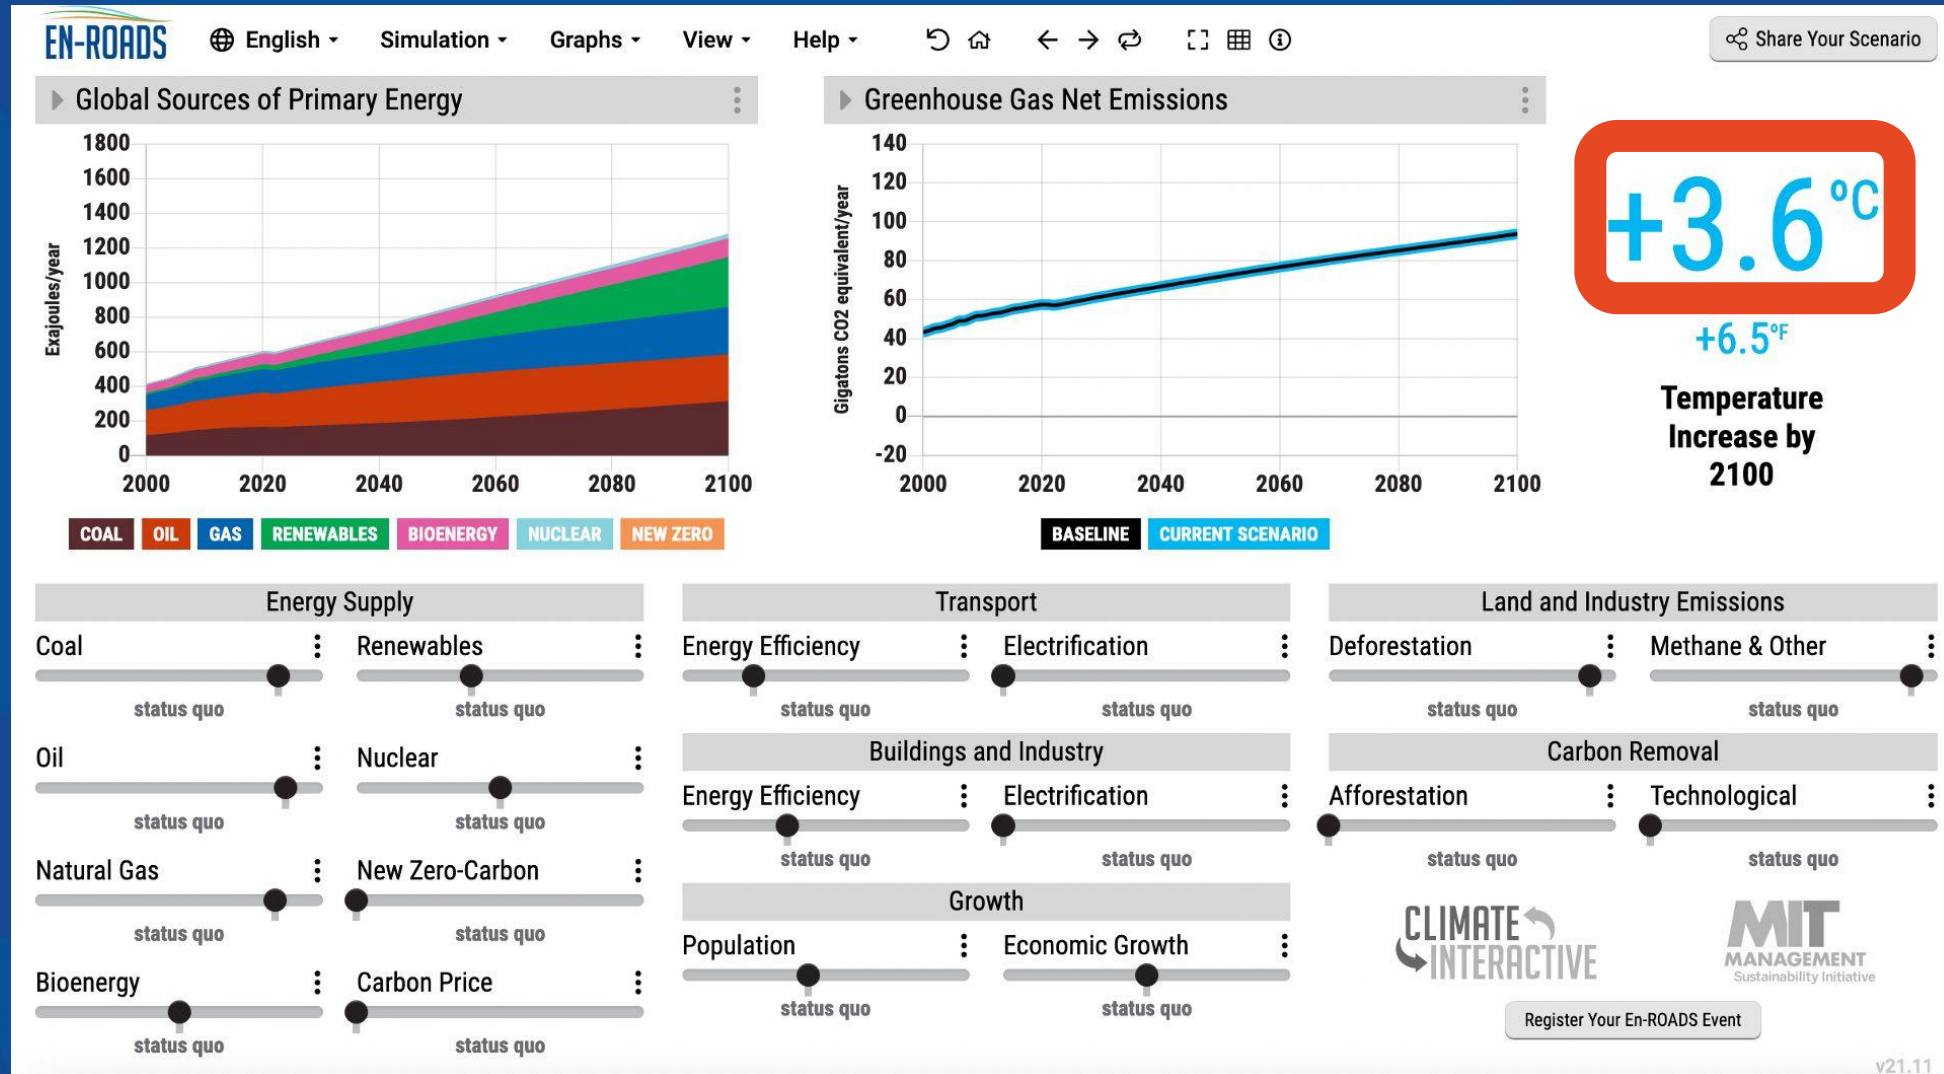 EN-ROADS
English
Simulation
Graphs
View
Help
Share Your Scenario
Global Sources of Primary Energy
Greenhouse Gas Net Emissions
Exajoules/year
1800
1600
1400
1200
1000
800
600
400
200
0
2000 2020 2040 2060 2080 2100
COAL OIL GAS RENEWABLES BIOENERGY NUCLEAR NEW ZERO
Gigatons CO2 equivalent/year
140
120
100
80
60
40
20
0
-20
2000 2020 2040 2060 2080 2100
BASELINE CURRENT SCENARIO
+3.6°C
+6.5°F
Temperature
Increase by
2100
Energy Supply
Coal
status quo
Renewables
status quo
Oil
status quo
Nuclear
status quo
Natural Gas
status quo
New Zero-Carbon
status quo
Bioenergy
status quo
Carbon Price
status quo
Transport
Energy Efficiency
status quo
Electrification
status quo
Buildings and Industry
Energy Efficiency
status quo
Electrification
status quo
Growth
Population
status quo
Economic Growth
status quo
Land and Industry Emissions
Deforestation
status quo
Methane & Other
status quo
Carbon Removal
Afforestation
status quo
Technological
status quo
CLIMATE
INTERACTIVE
MIT
MANAGEMENT
Sustainability Initiative
Register Your En-ROADS Event
v21.11